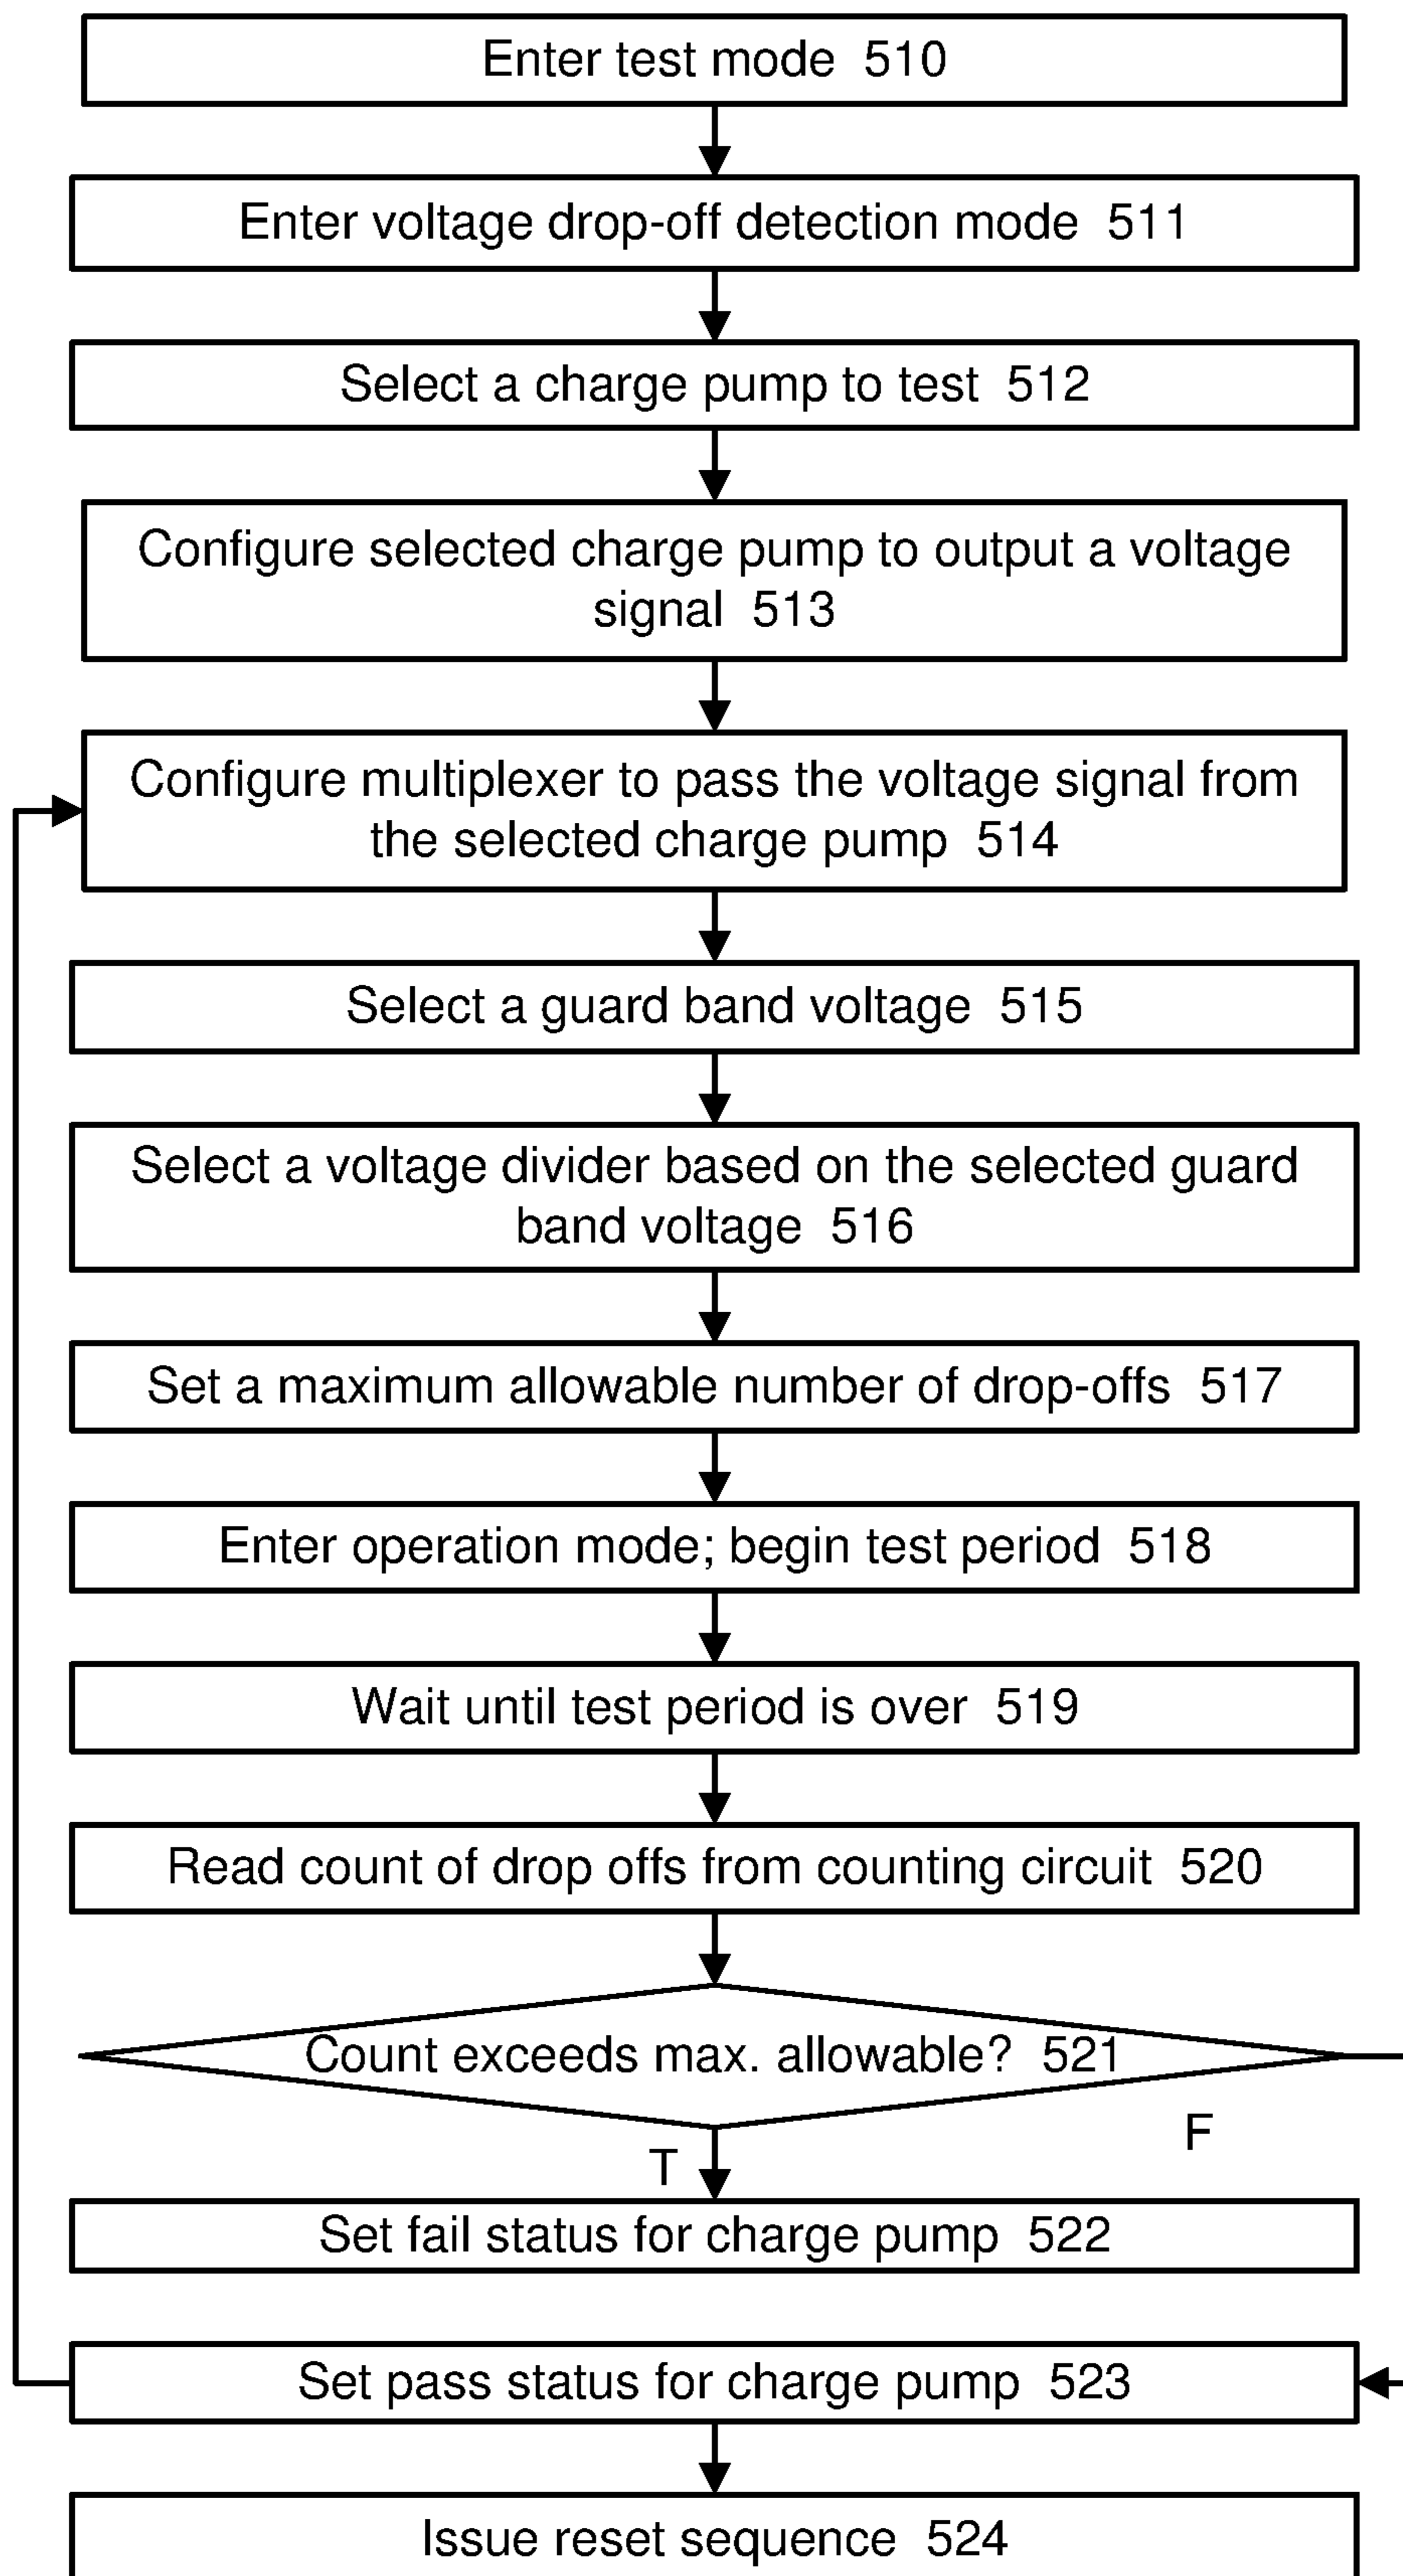 Enter test mode 510
Enter voltage drop-off detection mode 511
Select a charge pump to test 512
Configure selected charge pump to output a voltage
signal 513
Configure multiplexer to pass the voltage signal from
the selected charge pump 514
Select a guard band voltage 515
Select a voltage divider based on the selected guard
band voltage 516
Set a maximum allowable number of drop-offs 517
Enter operation mode; begin test period 518
Wait until test period is over 519
Read count of drop offs from counting circuit 520
Count exceeds max. allowable? 521
F
T
Set fail status for charge pump 522
Set pass status for charge pump 523
Issue reset sequence 524